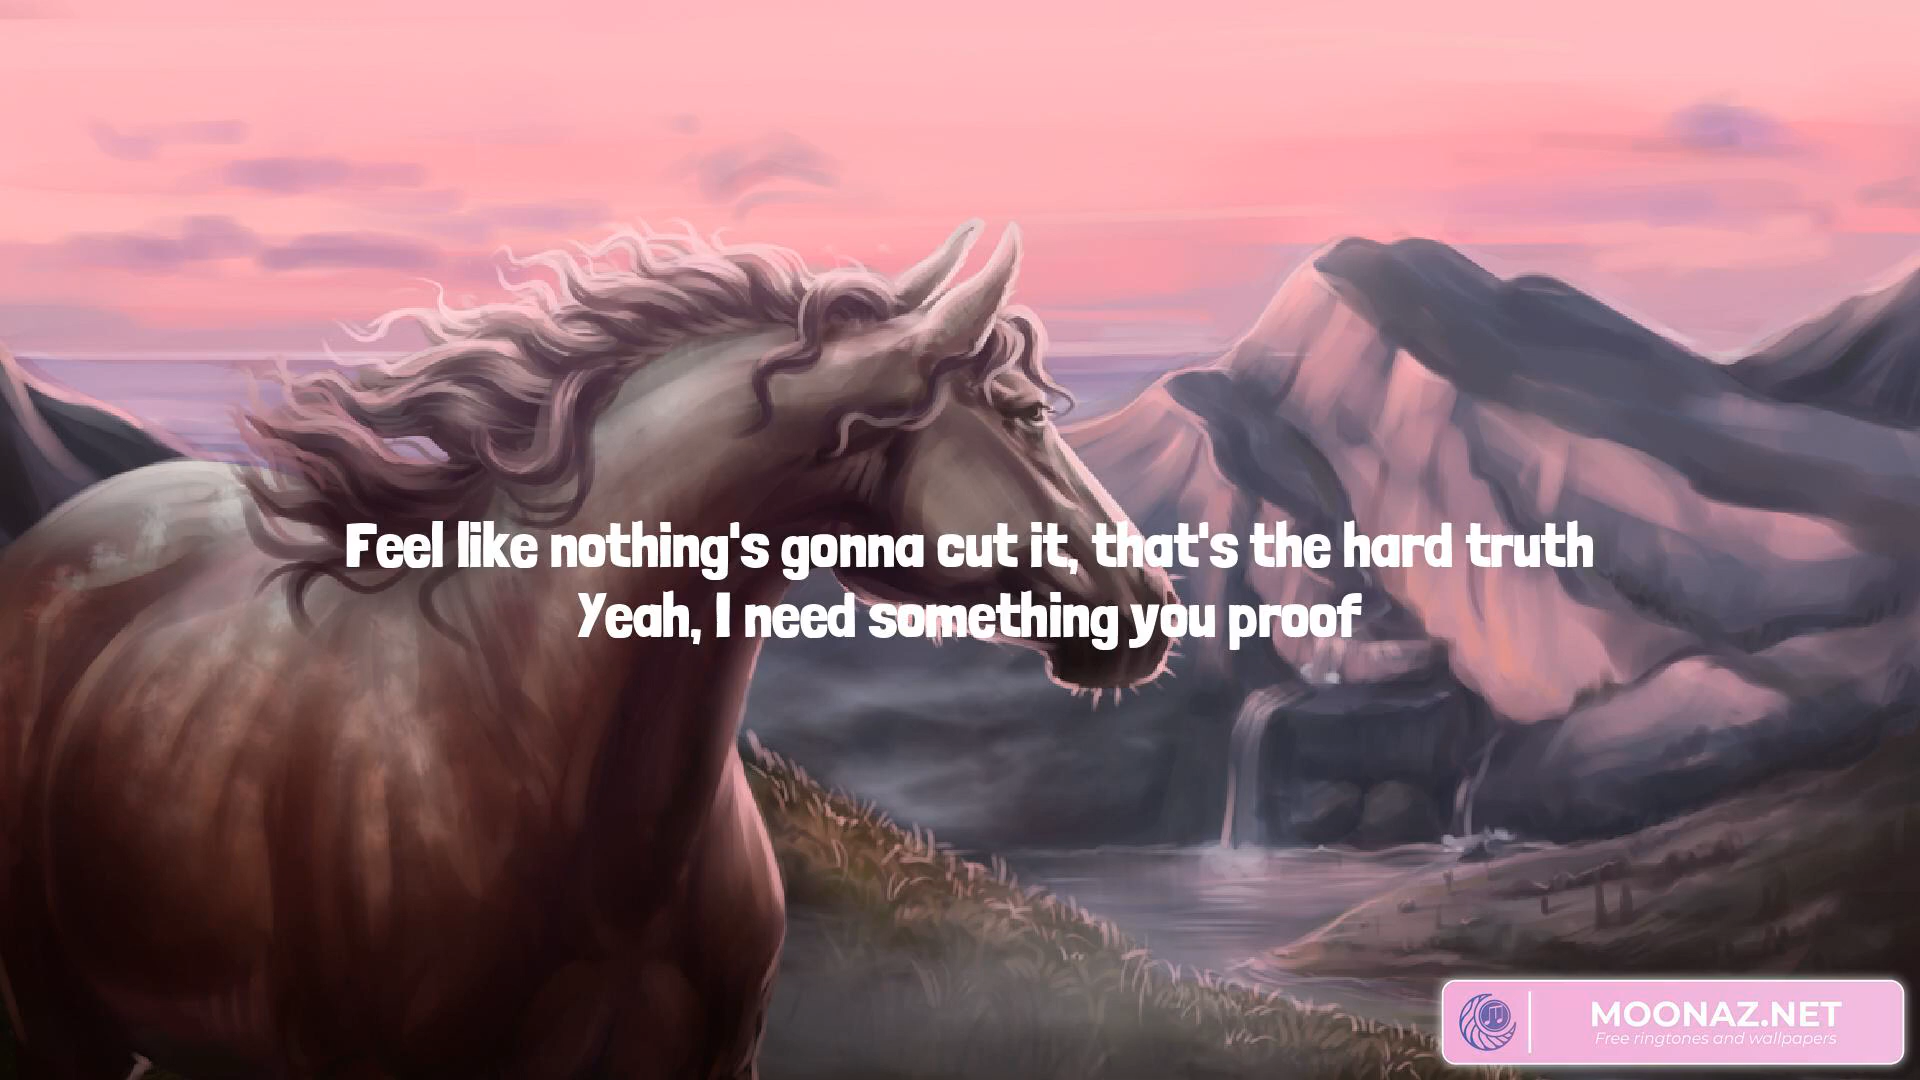 Feel like nothing's gonna cut it, that's the hard truth
Yeah, I need something you proof
MOONAZ.NET
Free ringtones and wallpapers